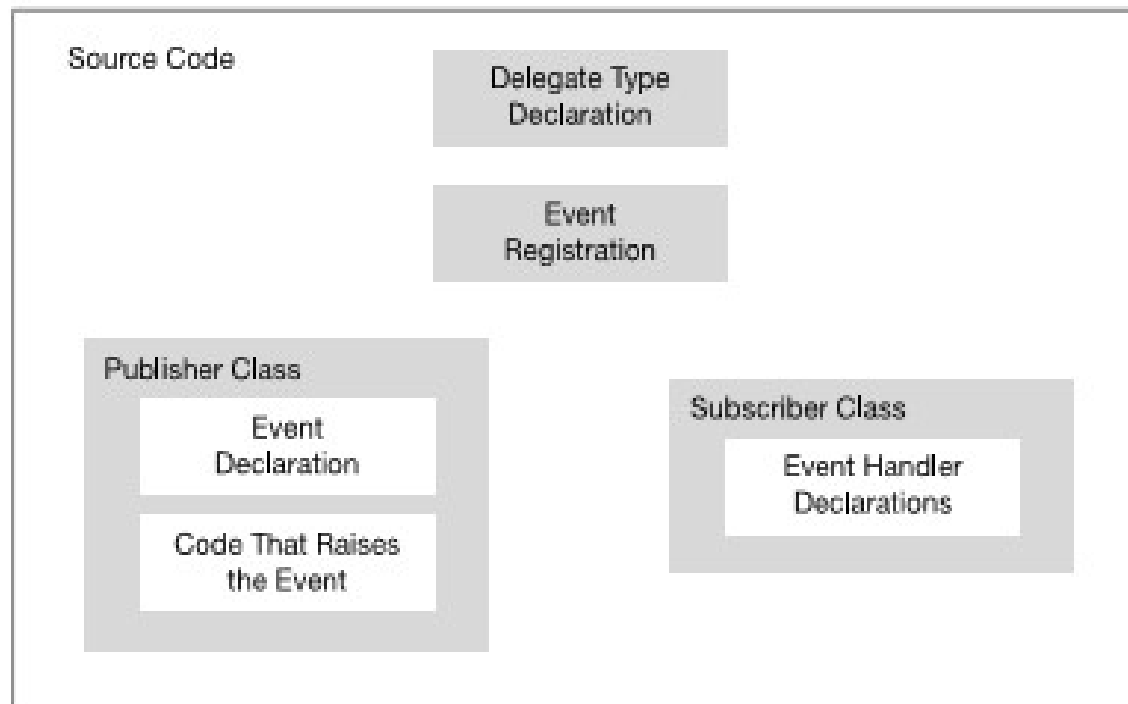 Source Code
Delegate Type
Declaration
Event
Registration
Publisher Class
Event
Declaration
Code That Raises
the Event
Subscriber Class
Event Handler
Declarations